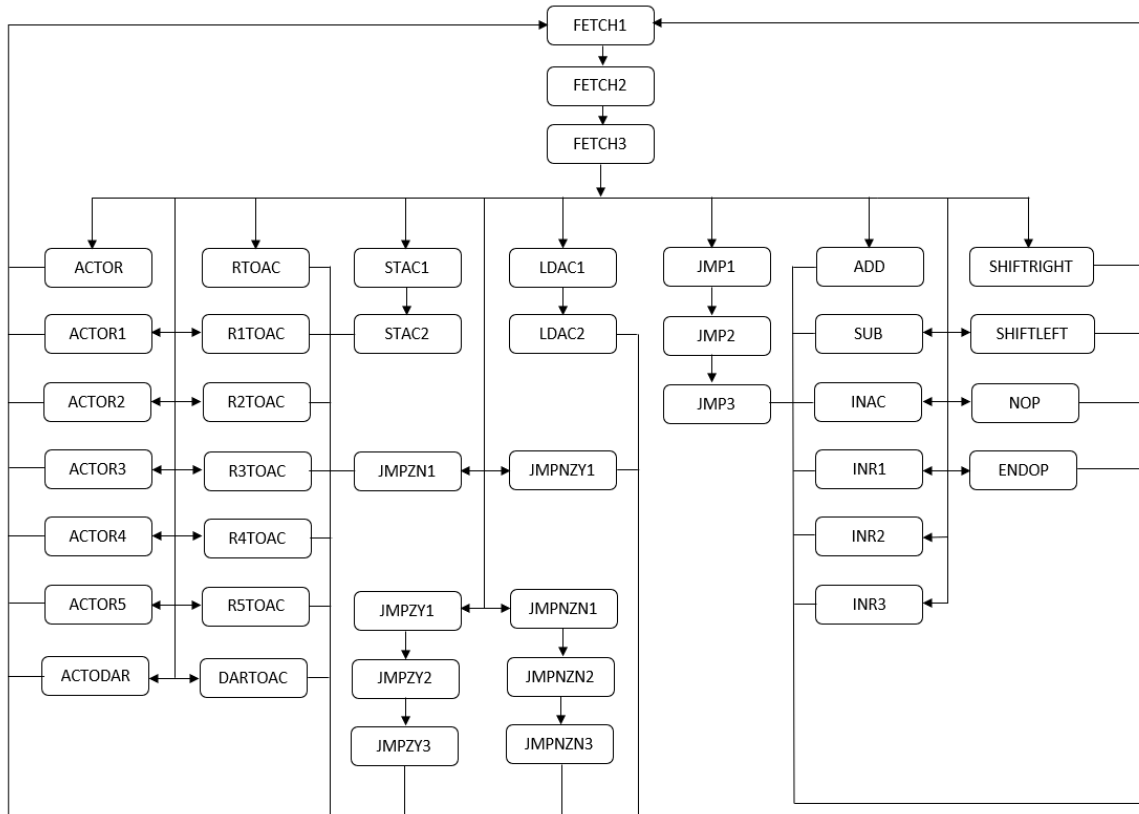 FETCH1
FETCH2
FETCH3
ACTOR
RTOAC
STAC1
LDAC1
JMP1
ADD
SHIFTRIGHT
ACTOR1
R1TOAC
STAC2
LDAC2
JMP2
SUB
SHIFTLEFT
ACTOR2
R2TOAC
JMP3
INAC
NOP
ACTOR3
R3TOAC
JMPZN1
JMPNZY1
INR1
ENDOP
ACTOR4
R4TOAC
INR2
ACTOR5
R5TOAC
JMPZY1
JMPNZN1
INR3
ACTODAR
DARTOAC
JMPZY2
JMPNZN2
JMPZY3
JMPNZN3